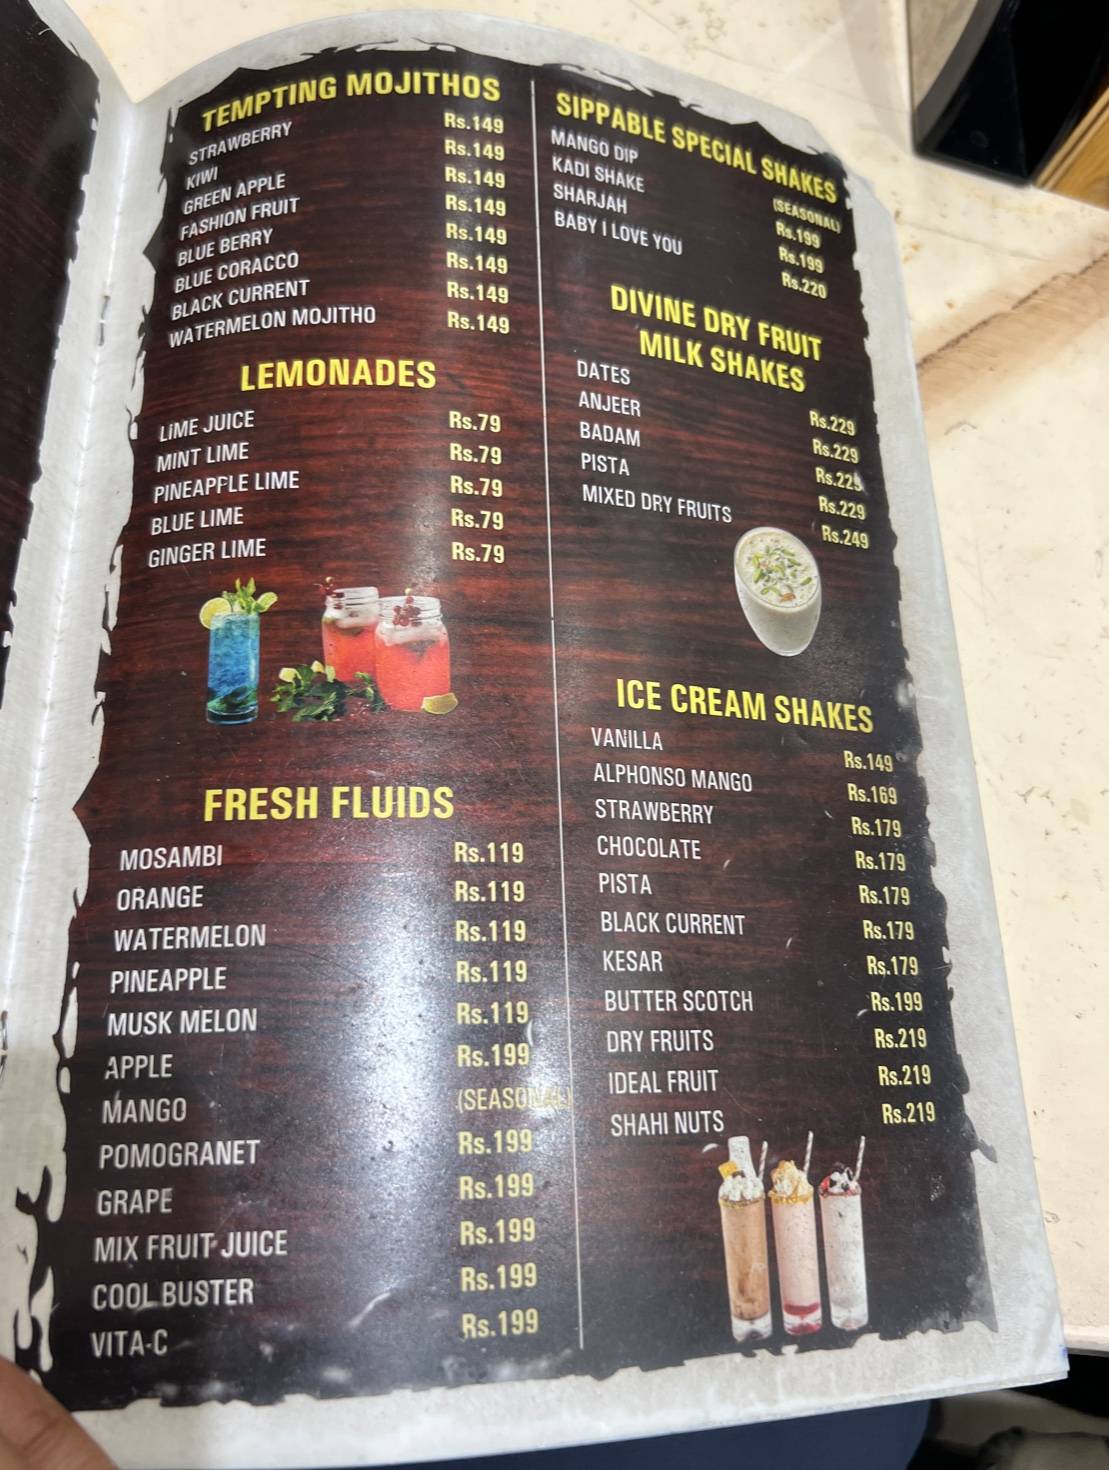 TEMPTING MOJITHOS
STRAWBERRY Rs.149
KIWI Rs.149
GREEN APPLE Rs.149
FASHION FRUIT Rs.149
BLUE BERRY Rs.149
BLUE CORACCO Rs.149
BLACK CURRENT Rs.149
WATERMELON MOJITHO Rs.149
LEMONADES
LiME JUICE Rs.79
MINT LIME Rs.79
PINEAPPLE LIME Rs.79
BLUE LIME Rs.79
GINGER LIME Rs.79
FRESH FLUIDS
MOSAMBI Rs.119
ORANGE Rs.119
WATERMELON Rs.119
PINEAPPLE Rs.119
MUSK MELON Rs.119
APPLE Rs.199
MANGO (SEASONAL)
POMOGRANET Rs.199
GRAPE Rs.199
MIX FRUIT JUICE Rs.199
COOL BUSTER Rs.199
VITA-C Rs.199
SIPPABLE SPECIAL SHAKES
MANGO DIP (SEASONAL)
KADI SHAKE Rs.199
SHARJAH Rs.199
BABY I LOVE YOU Rs.220
DIVINE DRY FRUIT
MILK SHAKES
DATES Rs.229
ANJEER Rs.229
BADAM Rs.229
PISTA Rs.229
MIXED DRY FRUITS Rs.249
ICE CREAM SHAKES
VANILLA Rs.149
ALPHONSO MANGO Rs.169
STRAWBERRY Rs.179
CHOCOLATE Rs.179
PISTA Rs.179
BLACK CURRENT Rs.179
KESAR Rs.179
BUTTER SCOTCH Rs.199
DRY FRUITS Rs.219
IDEAL FRUIT Rs.219
SHAHI NUTS Rs.219